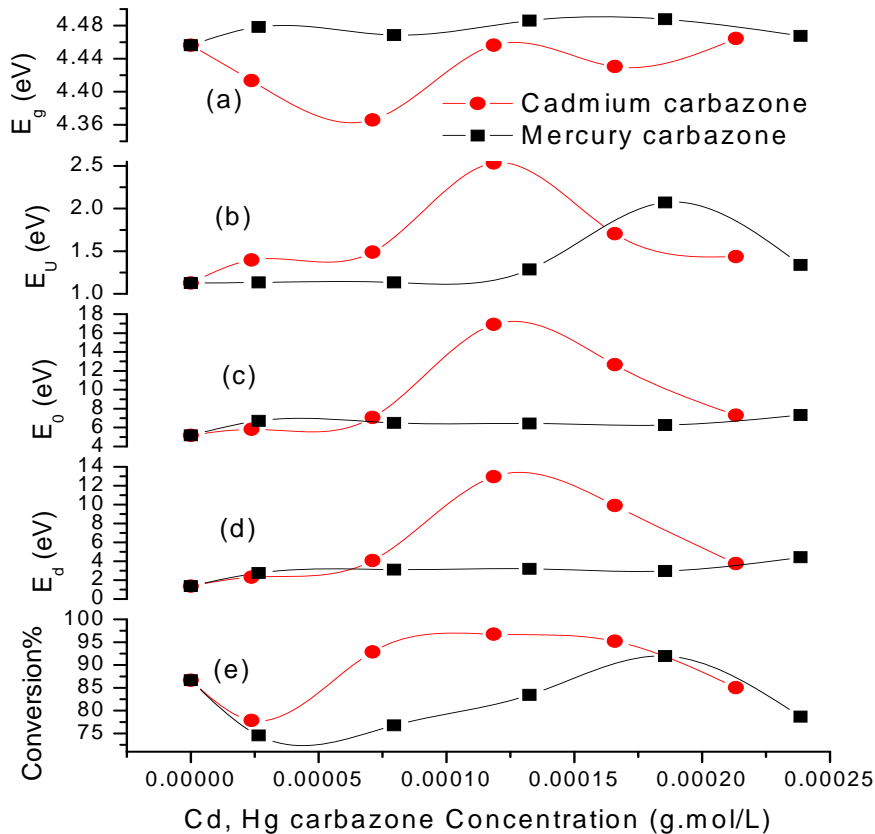 4.48
4.44
4.40
4.36
E_g (eV)
(a)
Cadmium carbazone
Mercury carbazone
2.5
2.0
1.5
1.0
E_U (eV)
(b)
18
16
14
12
10
8
6
4
E_0 (eV)
(c)
14
12
10
8
6
4
2
0
E_d (eV)
(d)
100
95
90
85
80
75
Conversion%
(e)
0.00000 0.00005 0.00010 0.00015 0.00020 0.00025
Cd, Hg carbazone Concentration (g.mol/L)